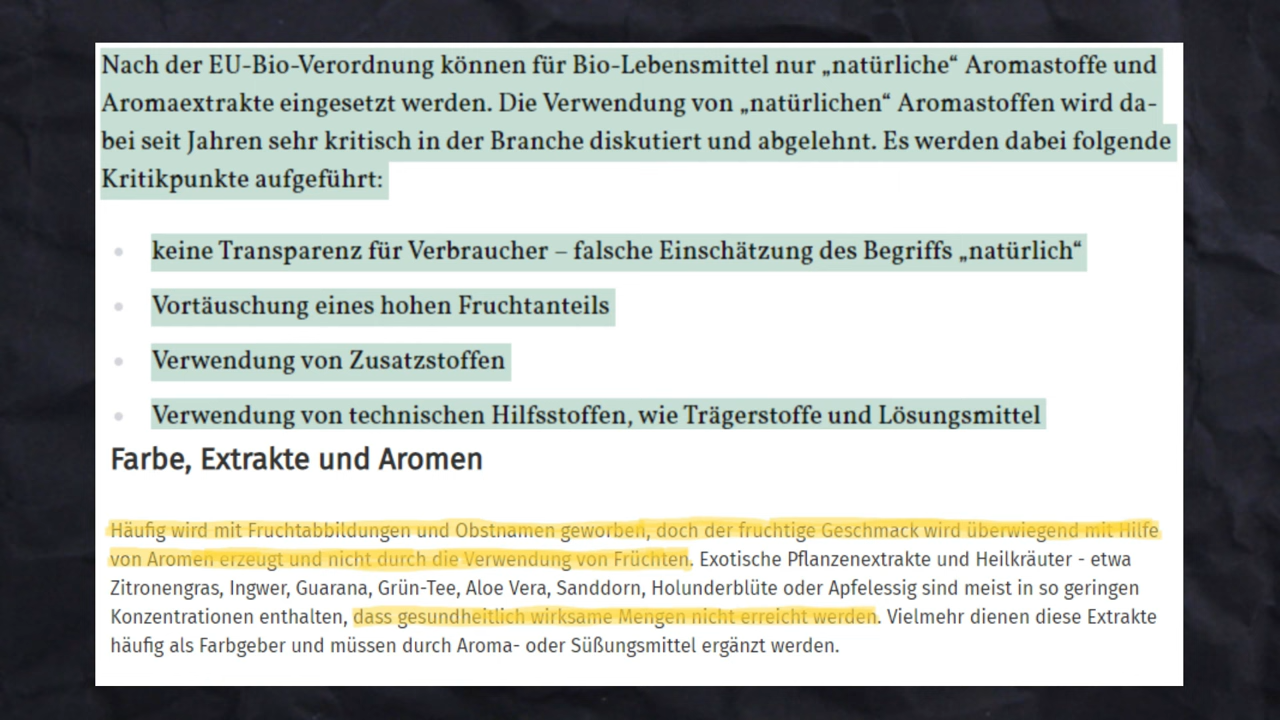 Nach der EU-Bio-Verordnung können für Bio-Lebensmittel nur „natürliche“ Aromastoffe und
Aromaextrakte eingesetzt werden. Die Verwendung von „natürlichen“ Aromastoffen wird da-
bei seit Jahren sehr kritisch in der Branche diskutiert und abgelehnt. Es werden dabei folgende
Kritikpunkte aufgeführt:
• keine Transparenz für Verbraucher – falsche Einschätzung des Begriffs „natürlich“
• Vortäuschung eines hohen Fruchtanteils
• Verwendung von Zusatzstoffen
• Verwendung von technischen Hilfsstoffen, wie Trägerstoffe und Lösungsmittel
Farbe, Extrakte und Aromen
Häufig wird mit Fruchtabbildungen und Obstnamen geworben, doch der fruchtige Geschmack wird überwiegend mit Hilfe
von Aromen erzeugt und nicht durch die Verwendung von Früchten. Exotische Pflanzenextrakte und Heilkräuter - etwa
Zitronengras, Ingwer, Guarana, Grün-Tee, Aloe Vera, Sanddorn, Holunderblüte oder Apfelessig sind meist in so geringen
Konzentrationen enthalten, dass gesundheitlich wirksame Mengen nicht erreicht werden. Vielmehr dienen diese Extrakte
häufig als Farbgeber und müssen durch Aroma- oder Süßungsmittel ergänzt werden.